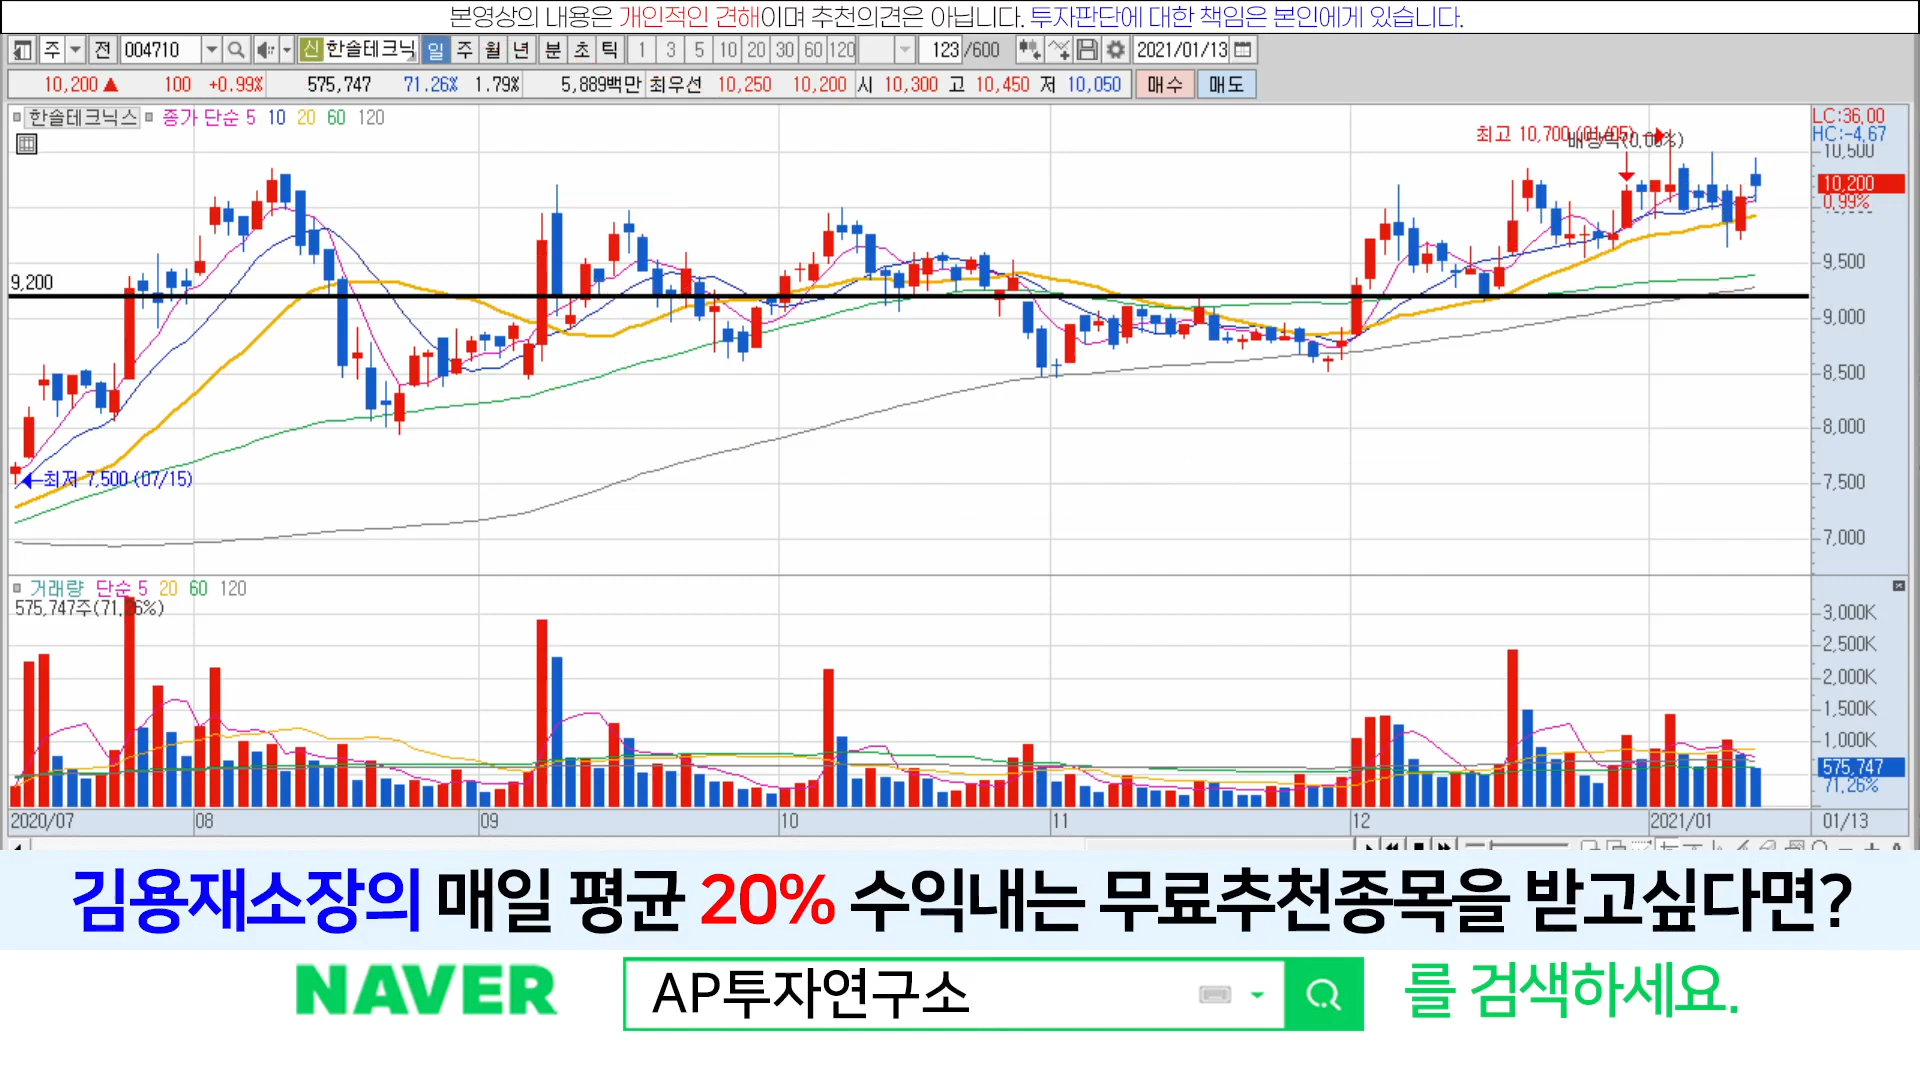 본영상의 내용은 개인적인 견해이며 추천의견은 아닙니다. 투자판단에 대한 책임은 본인에게 있습니다.
주 전 004710 신 한솔테크닉 일 주 월 년 분 초 틱 1 3 5 10 20 30 60 120 123 /600 2021/01/13
10,200 ▲ 100 +0.99% 575,747 71.26% 1.79% 5,889백만 최우선 10,250 10,200 시 10,300 고 10,450 저 10,050 매수 매도
한솔테크닉스 종가 단순 5 10 20 60 120
LC:36.00
최고 10,700 (01/05)
HC:-4.67
10,500
10,200
0.99%
9,200
9,500
9,000
8,500
8,000
최저 7,500 (07/15)
7,500
7,000
거래량 단순 5 20 60 120
575,747주(71.26%)
3,000K
2,500K
2,000K
1,500K
1,000K
575,747
71.26%
2020/07 08 09 10 11 12 2021/01 01/13
김용재소장의 매일 평균 20% 수익내는 무료추천종목을 받고싶다면?
NAVER AP투자연구소 를 검색하세요.